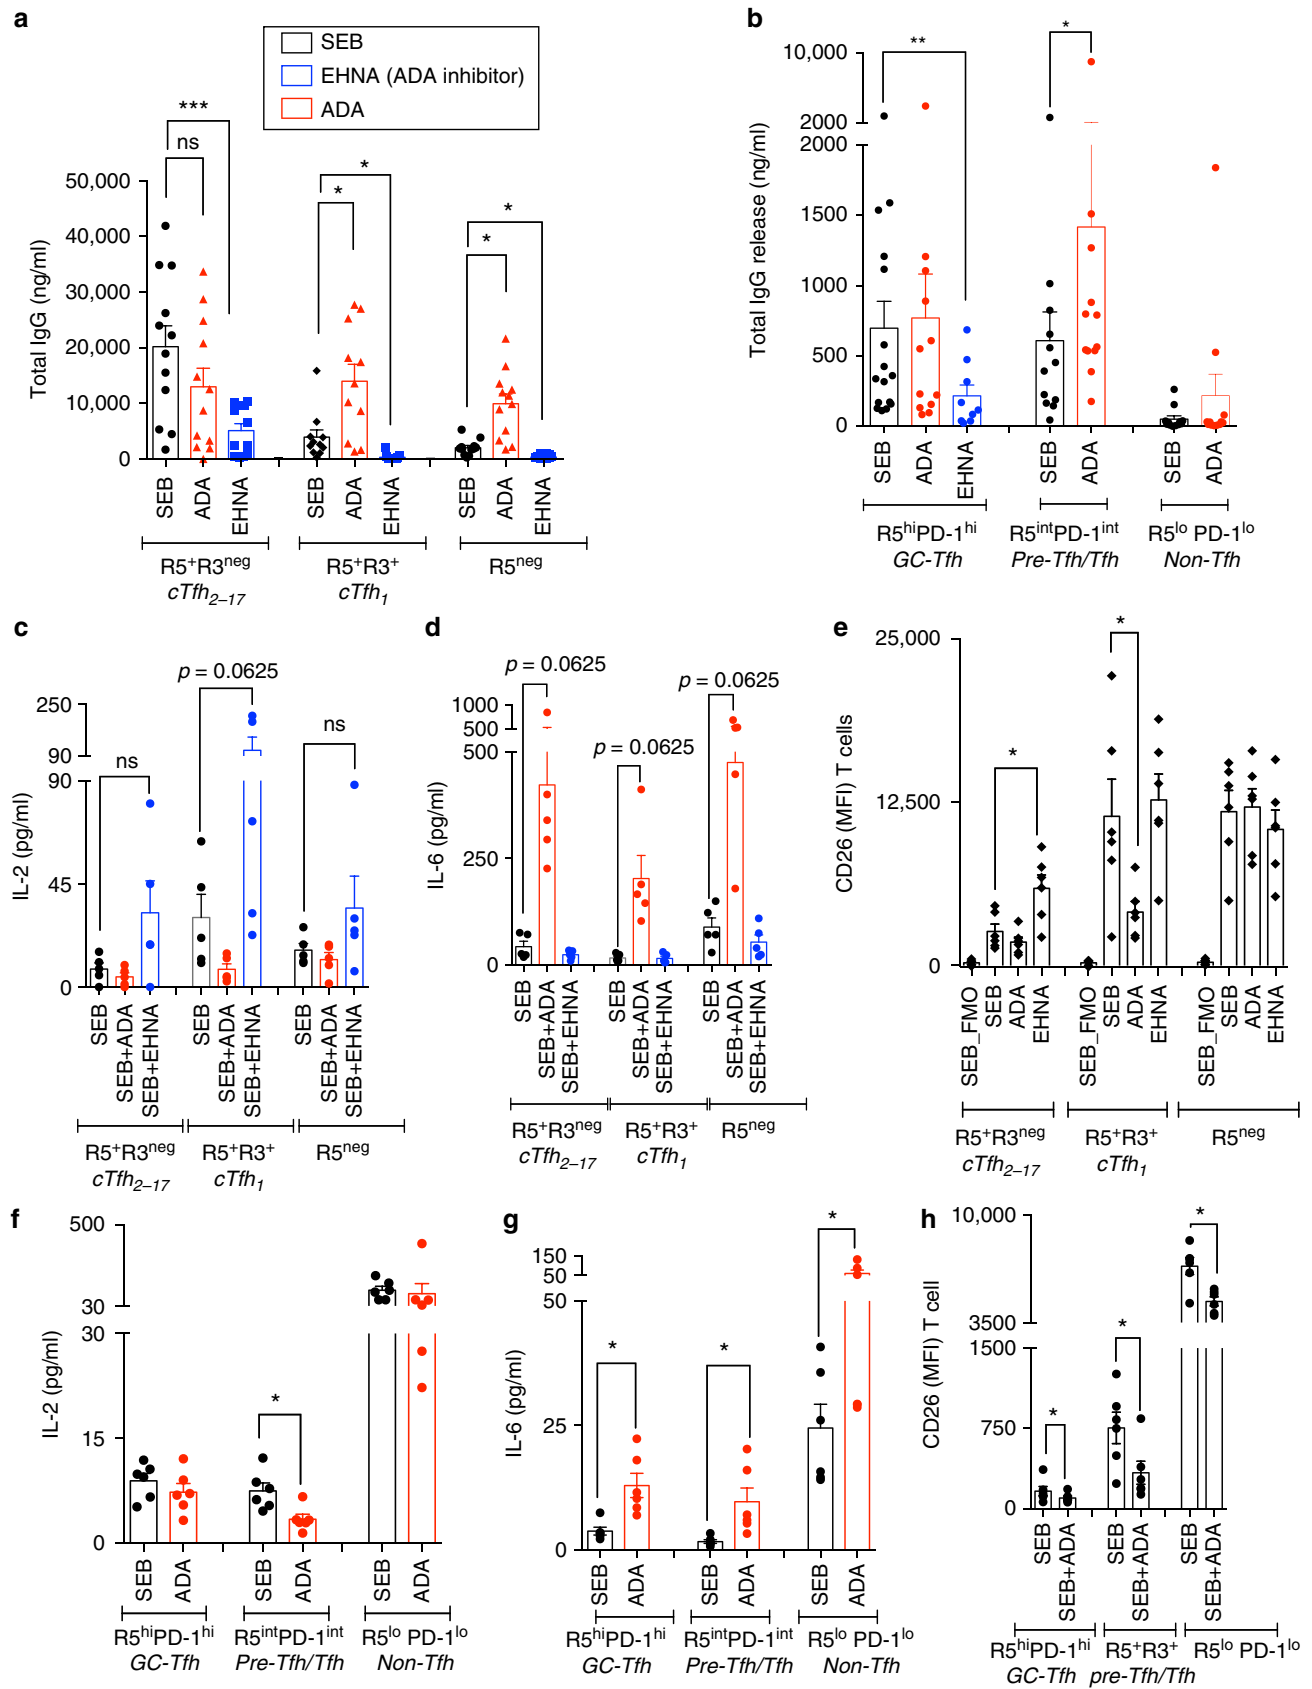 a
SEB
EHNA (ADA inhibitor)
ADA
Total IgG (ng/ml)
50,000
40,000
30,000
20,000
10,000
0
***
ns
*
*
*
*
SEB ADA EHNA SEB ADA EHNA SEB ADA EHNA
R5⁺R3ⁿᵉᵍ R5⁺R3⁺ R5ⁿᵉᵍ
cTfh₂₋₁₇ cTfh₁
b
Total IgG release (ng/ml)
10,000
2000
2000
1500
1000
500
0
**
*
SEB ADA EHNA SEB ADA SEB ADA
R5ʰⁱPD-1ʰⁱ R5ⁱⁿᵗPD-1ⁱⁿᵗ R5ˡᵒ PD-1ˡᵒ
GC-Tfh Pre-Tfh/Tfh Non-Tfh
c
IL-2 (pg/ml)
250
90
90
45
0
ns
p = 0.0625
ns
SEB SEB+ADA SEB+EHNA SEB SEB+ADA SEB+EHNA SEB SEB+ADA SEB+EHNA
R5⁺R3ⁿᵉᵍ R5⁺R3⁺ R5ⁿᵉᵍ
cTfh₂₋₁₇ cTfh₁
d
IL-6 (pg/ml)
1000
500
500
250
0
p = 0.0625
p = 0.0625
p = 0.0625
SEB SEB+ADA SEB+EHNA SEB SEB+ADA SEB+EHNA SEB SEB+ADA SEB+EHNA
R5⁺R3ⁿᵉᵍ R5⁺R3⁺ R5ⁿᵉᵍ
cTfh₂₋₁₇ cTfh₁
e
CD26 (MFI) T cells
25,000
12,500
0
*
*
SEB_FMO SEB ADA EHNA SEB_FMO SEB ADA EHNA SEB_FMO SEB ADA EHNA
R5⁺R3ⁿᵉᵍ R5⁺R3⁺ R5ⁿᵉᵍ
cTfh₂₋₁₇ cTfh₁
f
IL-2 (pg/ml)
500
30
30
15
0
*
SEB ADA SEB ADA SEB ADA
R5ʰⁱPD-1ʰⁱ R5ⁱⁿᵗPD-1ⁱⁿᵗ R5ˡᵒ PD-1ˡᵒ
GC-Tfh Pre-Tfh/Tfh Non-Tfh
g
IL-6 (pg/ml)
150
50
50
25
0
*
*
*
SEB ADA SEB ADA SEB ADA
R5ʰⁱPD-1ʰⁱ R5ⁱⁿᵗPD-1ⁱⁿᵗ R5ˡᵒ PD-1ˡᵒ
GC-Tfh Pre-Tfh/Tfh Non-Tfh
h
CD26 (MFI) T cell
10,000
3500
1500
750
0
*
*
*
SEB SEB+ADA SEB SEB+ADA SEB SEB+ADA
R5ʰⁱPD-1ʰⁱ R5⁺R3⁺ R5ˡᵒ PD-1ˡᵒ
GC-Tfh pre-Tfh/Tfh